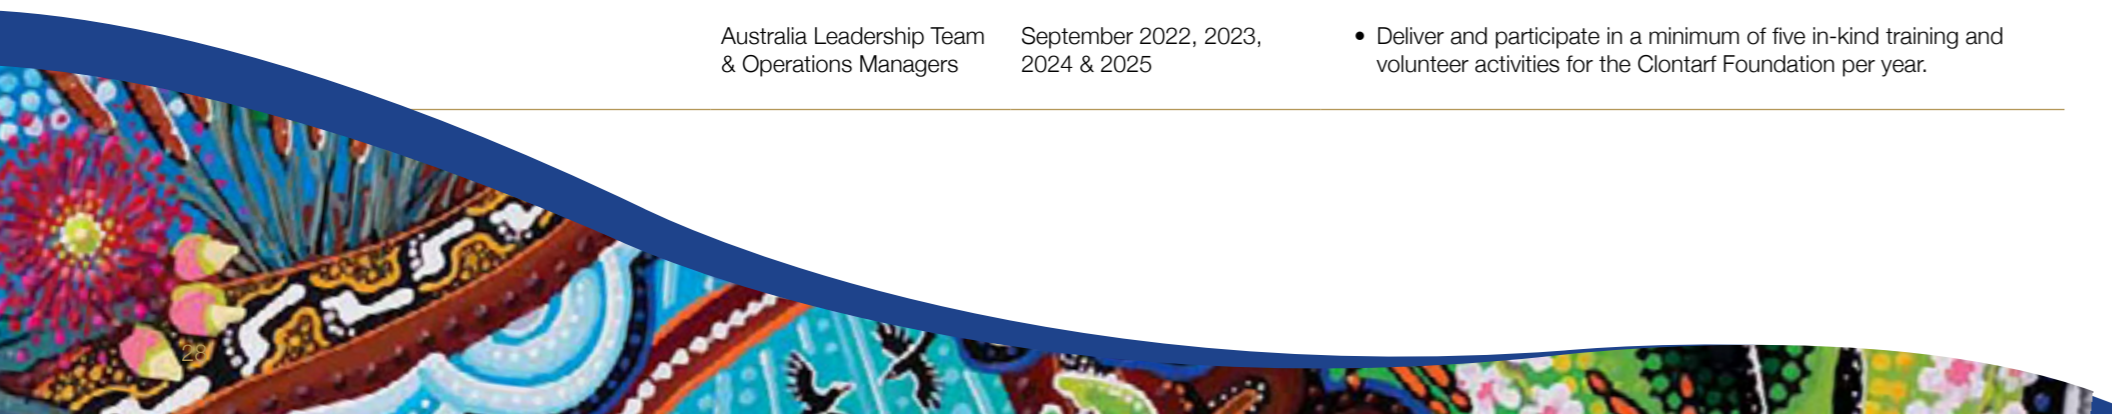 Australia Leadership Team
& Operations Managers
September 2022, 2023,
2024 & 2025
• Deliver and participate in a minimum of five in-kind training and
volunteer activities for the Clontarf Foundation per year.
28